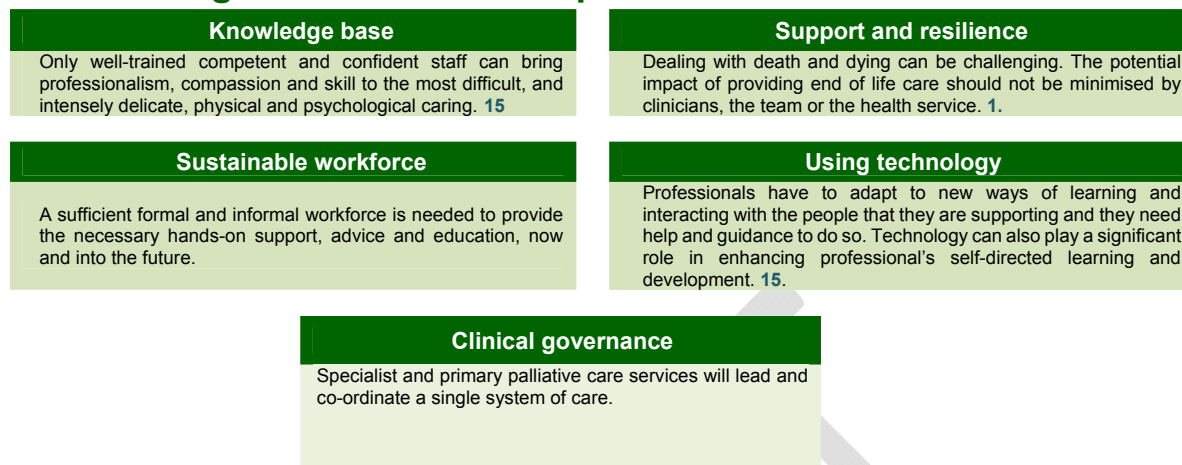 Knowledge base
Only well-trained competent and confident staff can bring
professionalism, compassion and skill to the most difficult, and
intensely delicate, physical and psychological caring. 15
Support and resilience
Dealing with death and dying can be challenging. The potential
impact of providing end of life care should not be minimised by
clinicians, the team or the health service. 1.
Sustainable workforce
A sufficient formal and informal workforce is needed to provide
the necessary hands-on support, advice and education, now
and into the future.
Using technology
Professionals have to adapt to new ways of learning and
interacting with the people that they are supporting and they need
help and guidance to do so. Technology can also play a significant
role in enhancing professional's self-directed learning and
development. 15.
Clinical governance
Specialist and primary palliative care services will lead and
co-ordinate a single system of care.